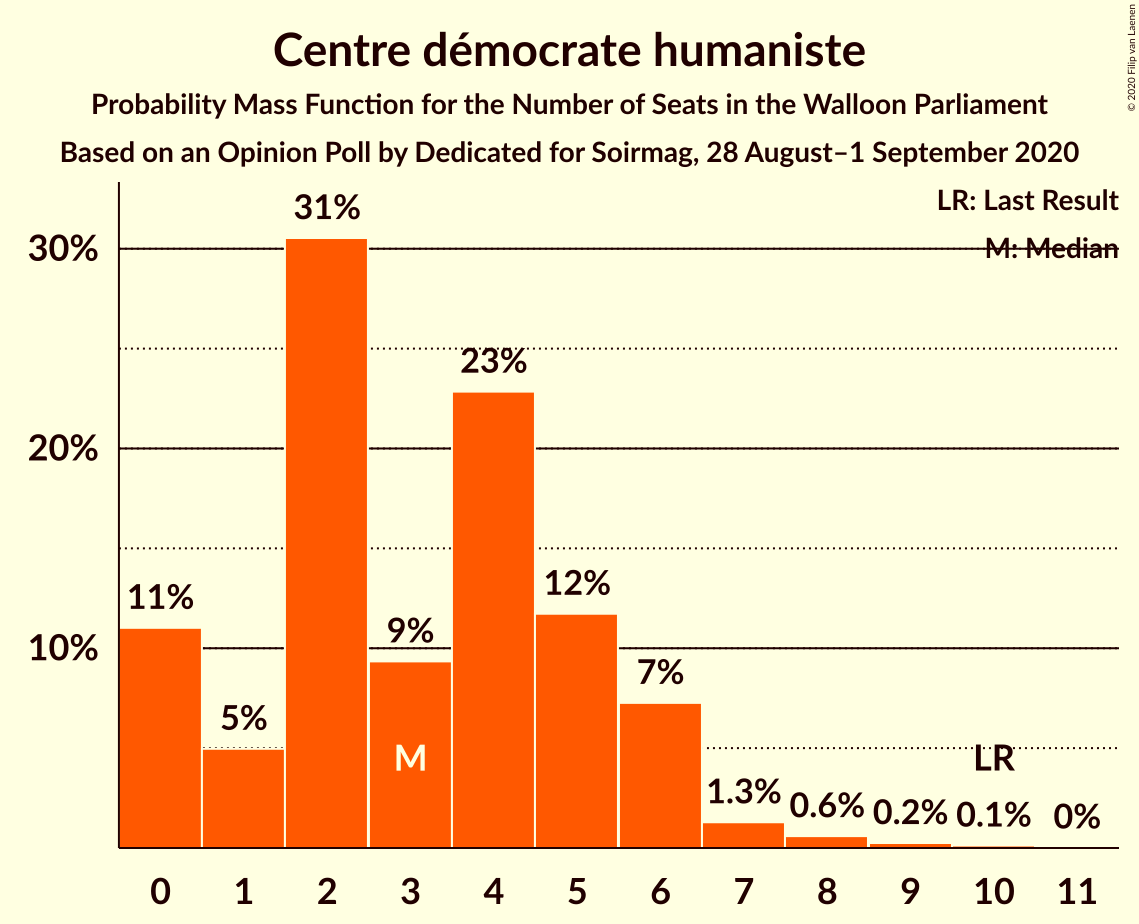 Centre démocrate humaniste
Probability Mass Function for the Number of Seats in the Walloon Parliament
Based on an Opinion Poll by Dedicated for Soirmag, 28 August–1 September 2020
© 2020 Filip van Laenen
LR: Last Result
M: Median
30%
20%
10%
11%
5%
31%
9%
23%
12%
7%
1.3%
0.6%
0.2%
0.1%
0%
M
LR
0 1 2 3 4 5 6 7 8 9 10 11